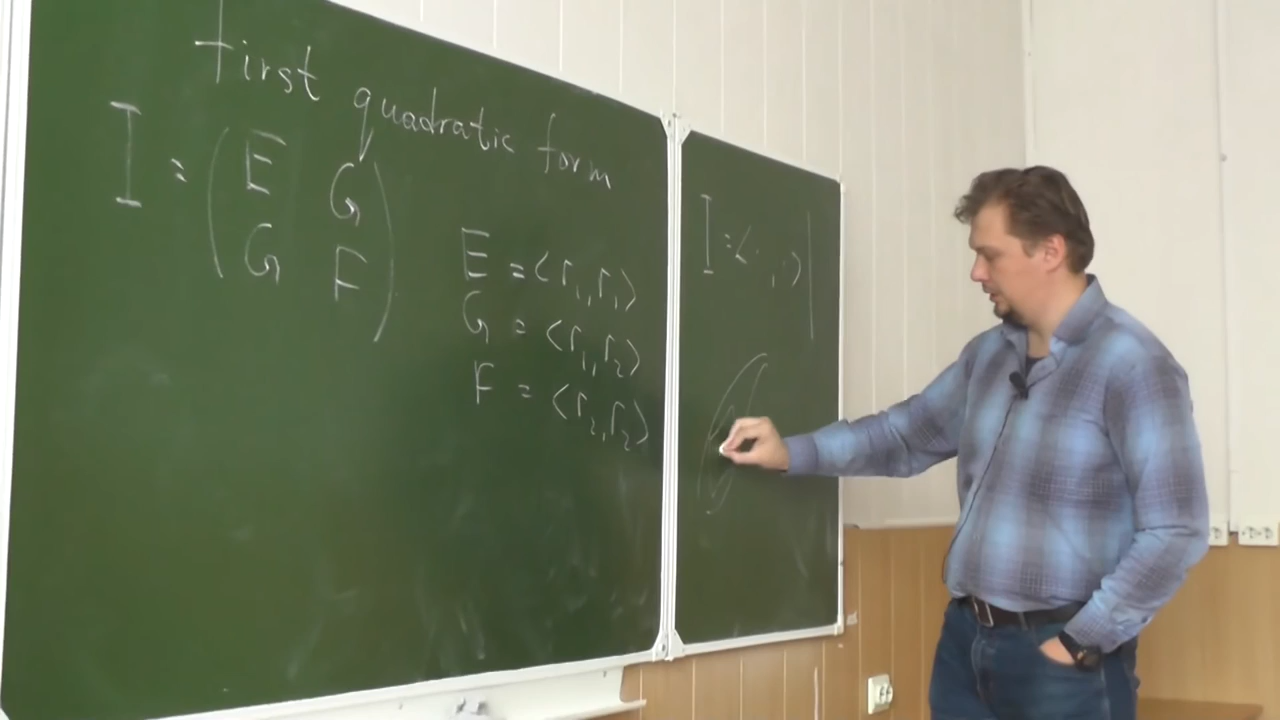 first quadratic form
I = ( E G
G F )
E = <r₁, r₁>
G = <r₁, r₂>
F = <r₂, r₂>
I = <· , ·>|